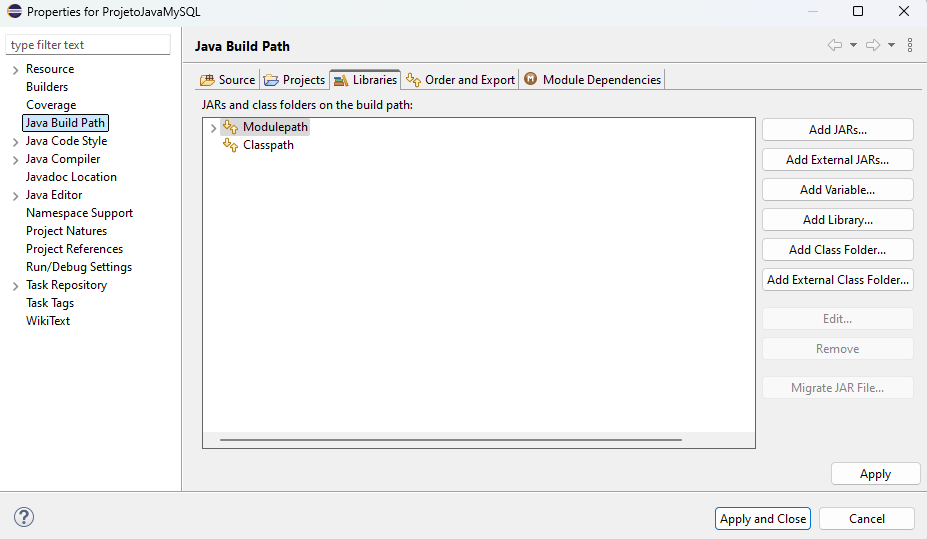 Properties for ProjetoJavaMySQL
type filter text
Resource
Builders
Coverage
Java Build Path
Java Code Style
Java Compiler
Javadoc Location
Java Editor
Namespace Support
Project Natures
Project References
Run/Debug Settings
Task Repository
Task Tags
WikiText
Java Build Path
Source Projects Libraries Order and Export M Module Dependencies
JARs and class folders on the build path:
Modulepath
Classpath
Add JARs...
Add External JARs...
Add Variable...
Add Library...
Add Class Folder...
Add External Class Folder...
Edit...
Remove
Migrate JAR File...
Apply
?
Apply and Close Cancel